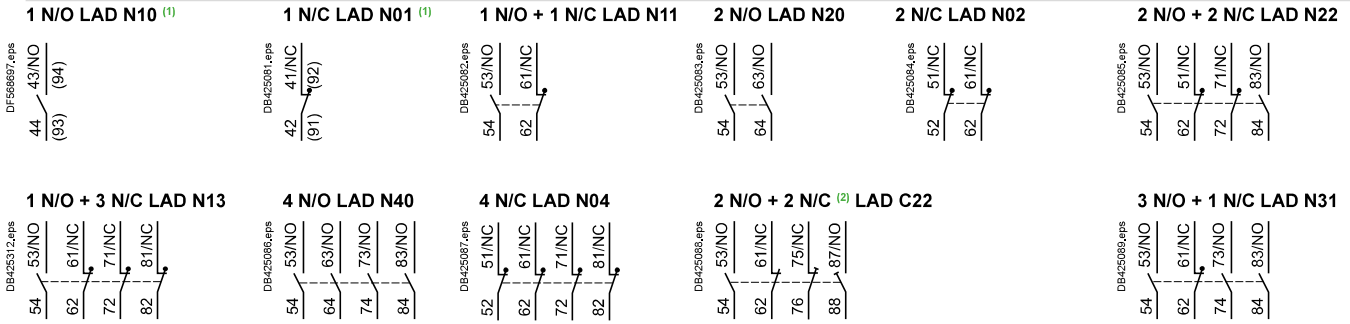 1 N/O LAD N10 (1)
DF568697.eps
43/NO
(94)
44
(93)
1 N/C LAD N01 (1)
DB425081.eps
41/NC
(92)
42
(91)
1 N/O + 1 N/C LAD N11
DB425082.eps
53/NO 61/NC
54 62
2 N/O LAD N20
DB425083.eps
53/NO 63/NO
54 64
2 N/C LAD N02
DB425084.eps
51/NC 61/NC
52 62
2 N/O + 2 N/C LAD N22
DB425085.eps
53/NO 51/NC 71/NC 83/NO
54 62 72 84
1 N/O + 3 N/C LAD N13
DB425312.eps
53/NO 61/NC 71/NC 81/NC
54 62 72 82
4 N/O LAD N40
DB425086.eps
53/NO 63/NO 73/NO 83/NO
54 64 74 84
4 N/C LAD N04
DB425087.eps
51/NC 61/NC 71/NC 81/NC
52 62 72 82
2 N/O + 2 N/C (2) LAD C22
DB425088.eps
53/NO 61/NC 75/NC 87/NO
54 62 76 88
3 N/O + 1 N/C LAD N31
DB425089.eps
53/NO 61/NC 73/NO 83/NO
54 62 74 84